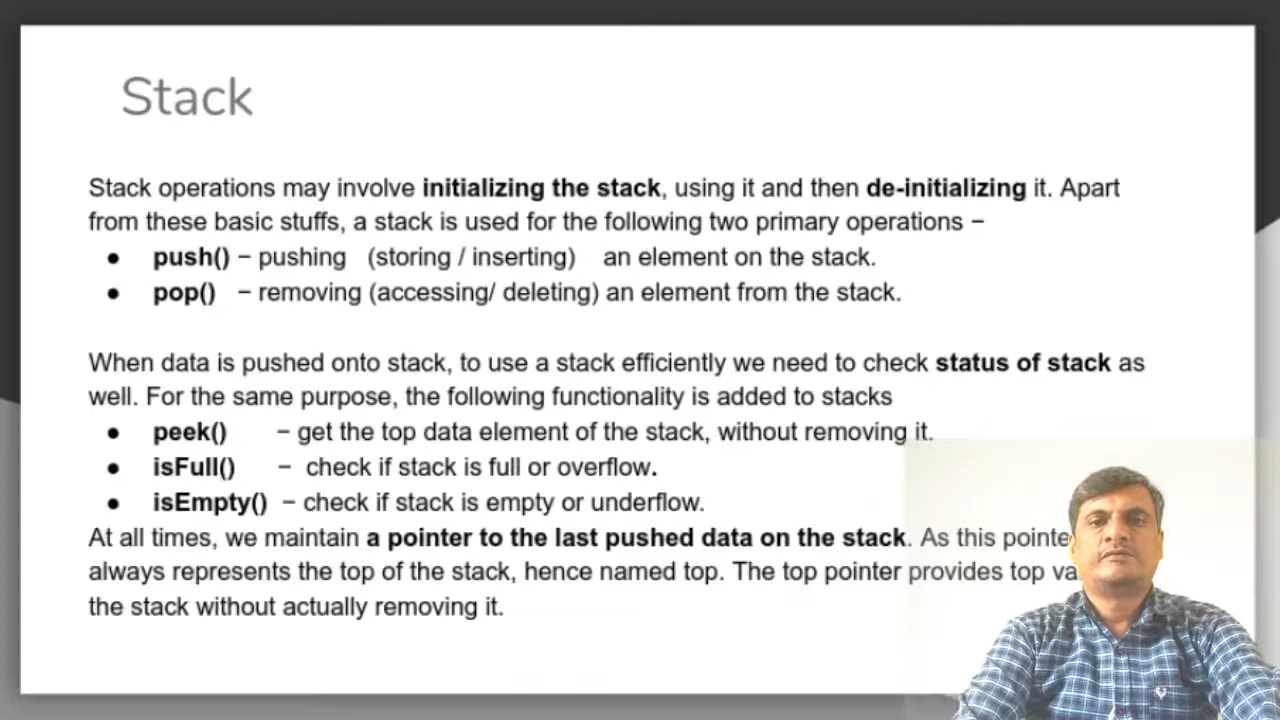 Stack
Stack operations may involve initializing the stack, using it and then de-initializing it. Apart
from these basic stuffs, a stack is used for the following two primary operations −
● push() − pushing (storing / inserting) an element on the stack.
● pop() − removing (accessing/ deleting) an element from the stack.
When data is pushed onto stack, to use a stack efficiently we need to check status of stack as
well. For the same purpose, the following functionality is added to stacks
● peek() − get the top data element of the stack, without removing it.
● isFull() − check if stack is full or overflow.
● isEmpty() − check if stack is empty or underflow.
At all times, we maintain a pointer to the last pushed data on the stack. As this
always represents the top of the stack, hence named top. The top pointer provides top
the stack without actually removing it.